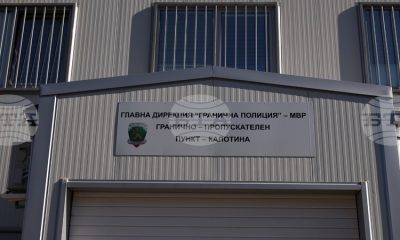 ГЛАВНА ДИРЕКЦИЯ "ГРАНИЧНА ПОЛИЦИЯ" – МВР
ГРАНИЧНО – ПРОПУСКАТЕЛЕН
ПУНКТ – КАЛОТИНА